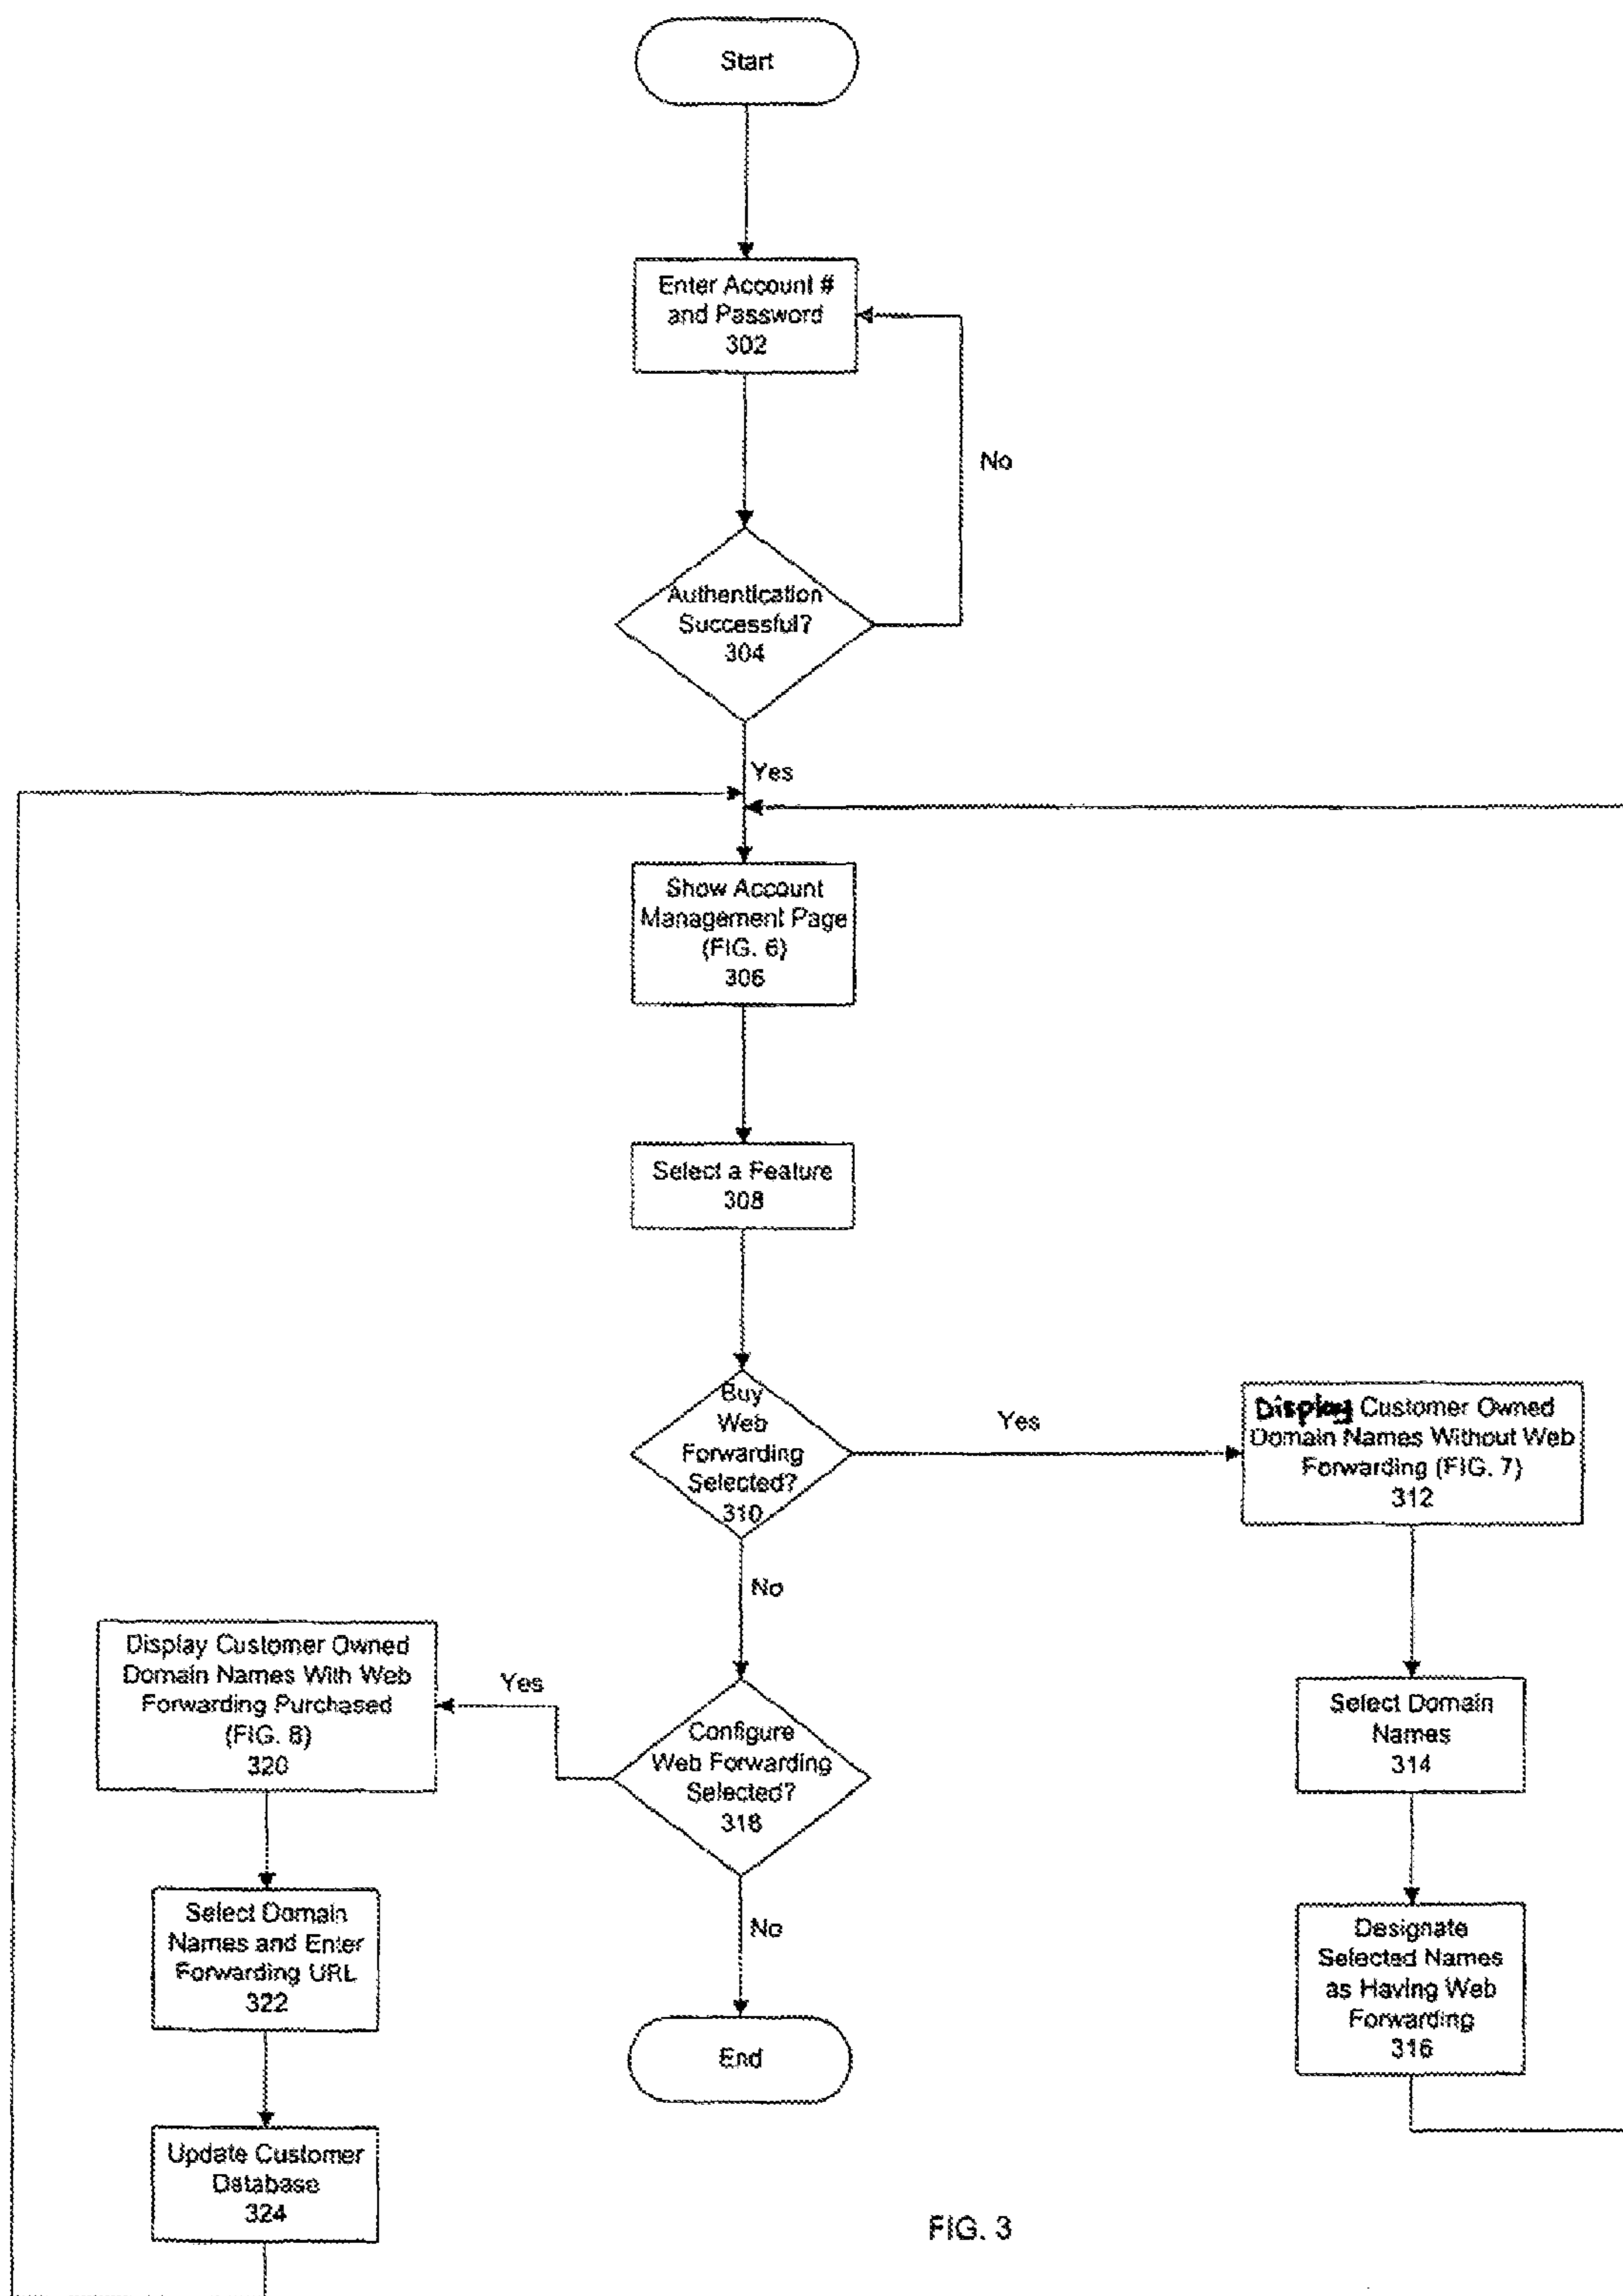 Start
Enter Account #
and Password
302
No
Authentication
Successful?
304
Yes
Show Account
Management Page
(FIG. 6)
306
Select a Feature
308
Buy
Web
Forwarding
Selected?
310
Yes
Display Customer Owned
Domain Names Without Web
Forwarding (FIG. 7)
312
No
Display Customer Owned
Domain Names With Web
Forwarding Purchased
(FIG. 8)
320
Yes
Configure
Web Forwarding
Selected?
318
Select Domain
Names
314
Select Domain
Names and Enter
Forwarding URL
322
No
Designate
Selected Names
as Having Web
Forwarding
316
End
Update Customer
Database
324
FIG. 3